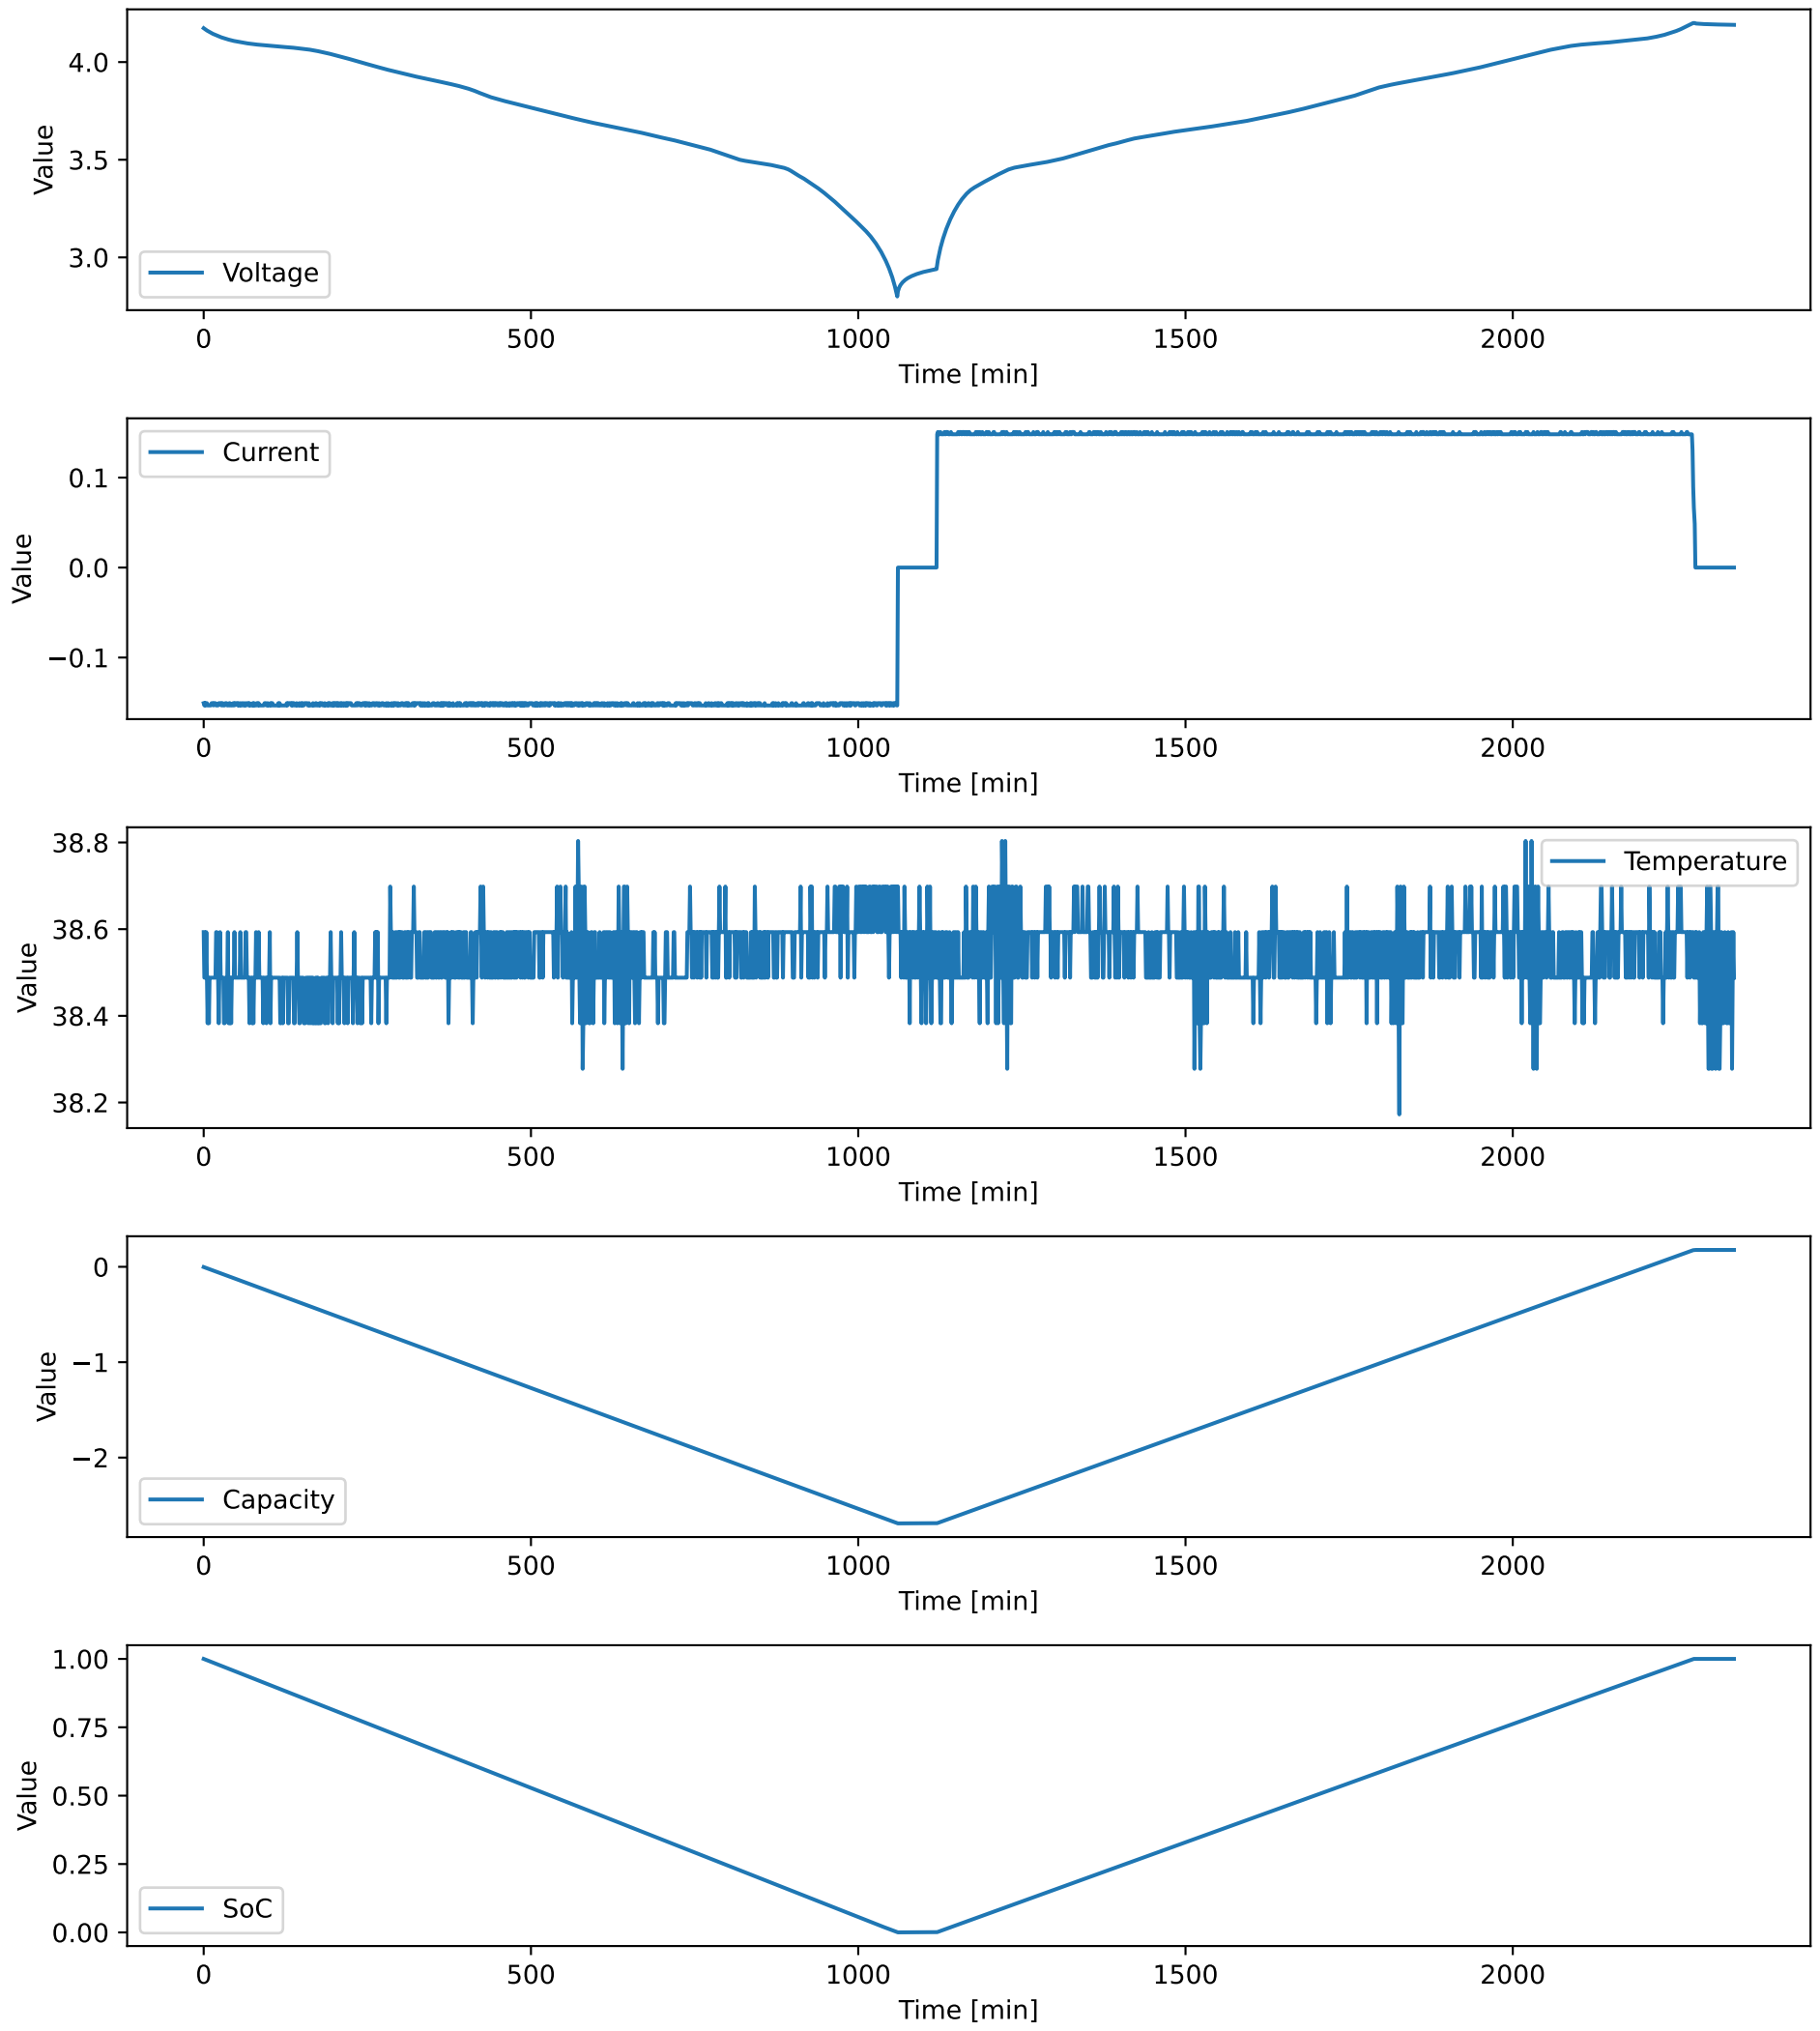 4.0
3.5
3.0
Value
Voltage
0 500 1000 1500 2000
Time [min]
Current
0.1
0.0
−0.1
Value
0 500 1000 1500 2000
Time [min]
38.8
38.6
38.4
38.2
Value
Temperature
0 500 1000 1500 2000
Time [min]
0
−1
−2
Value
Capacity
0 500 1000 1500 2000
Time [min]
1.00
0.75
0.50
0.25
0.00
Value
SoC
0 500 1000 1500 2000
Time [min]